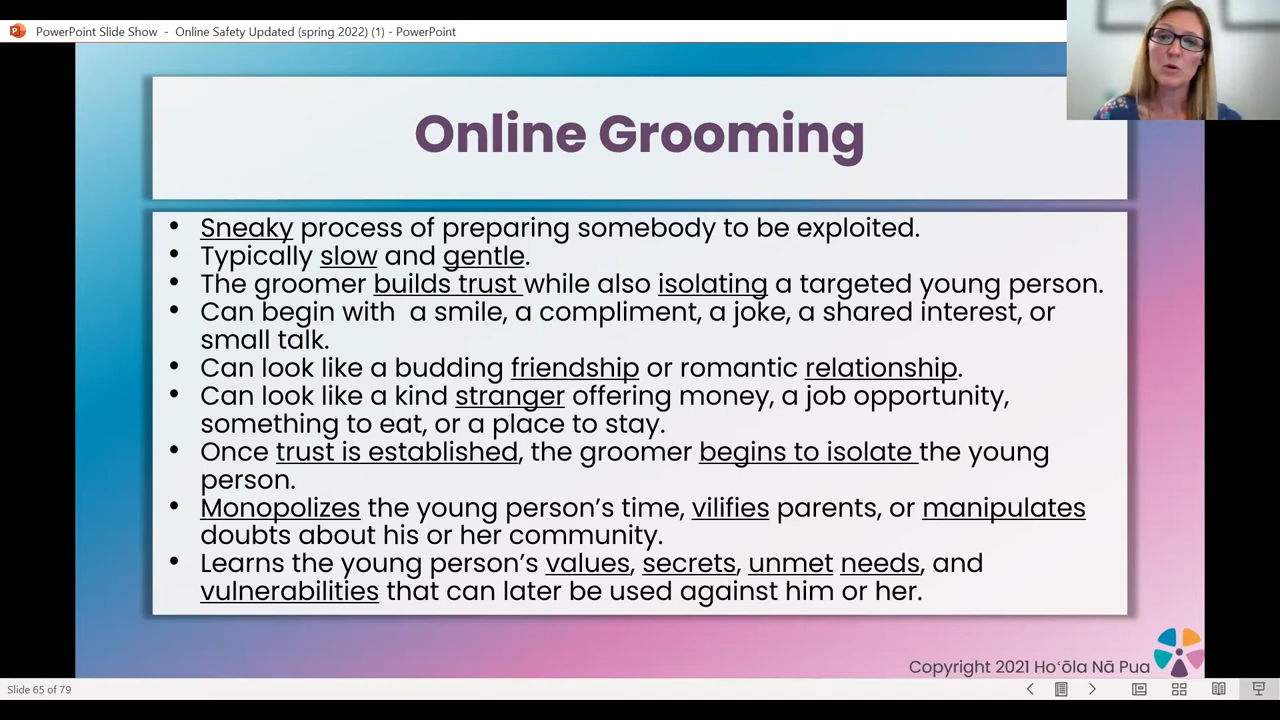 PowerPoint Slide Show - Online Safety Updated (spring 2022) (1) - PowerPoint
Online Grooming
• Sneaky process of preparing somebody to be exploited.
• Typically slow and gentle.
• The groomer builds trust while also isolating a targeted young person.
• Can begin with  a smile, a compliment, a joke, a shared interest, or
small talk.
• Can look like a budding friendship or romantic relationship.
• Can look like a kind stranger offering money, a job opportunity,
something to eat, or a place to stay.
• Once trust is established, the groomer begins to isolate the young
person.
• Monopolizes the young person’s time, vilifies parents, or manipulates
doubts about his or her community.
• Learns the young person’s values, secrets, unmet needs, and
vulnerabilities that can later be used against him or her.
Copyright 2021 Hoʻōla Nā Pua
Slide 65 of 79